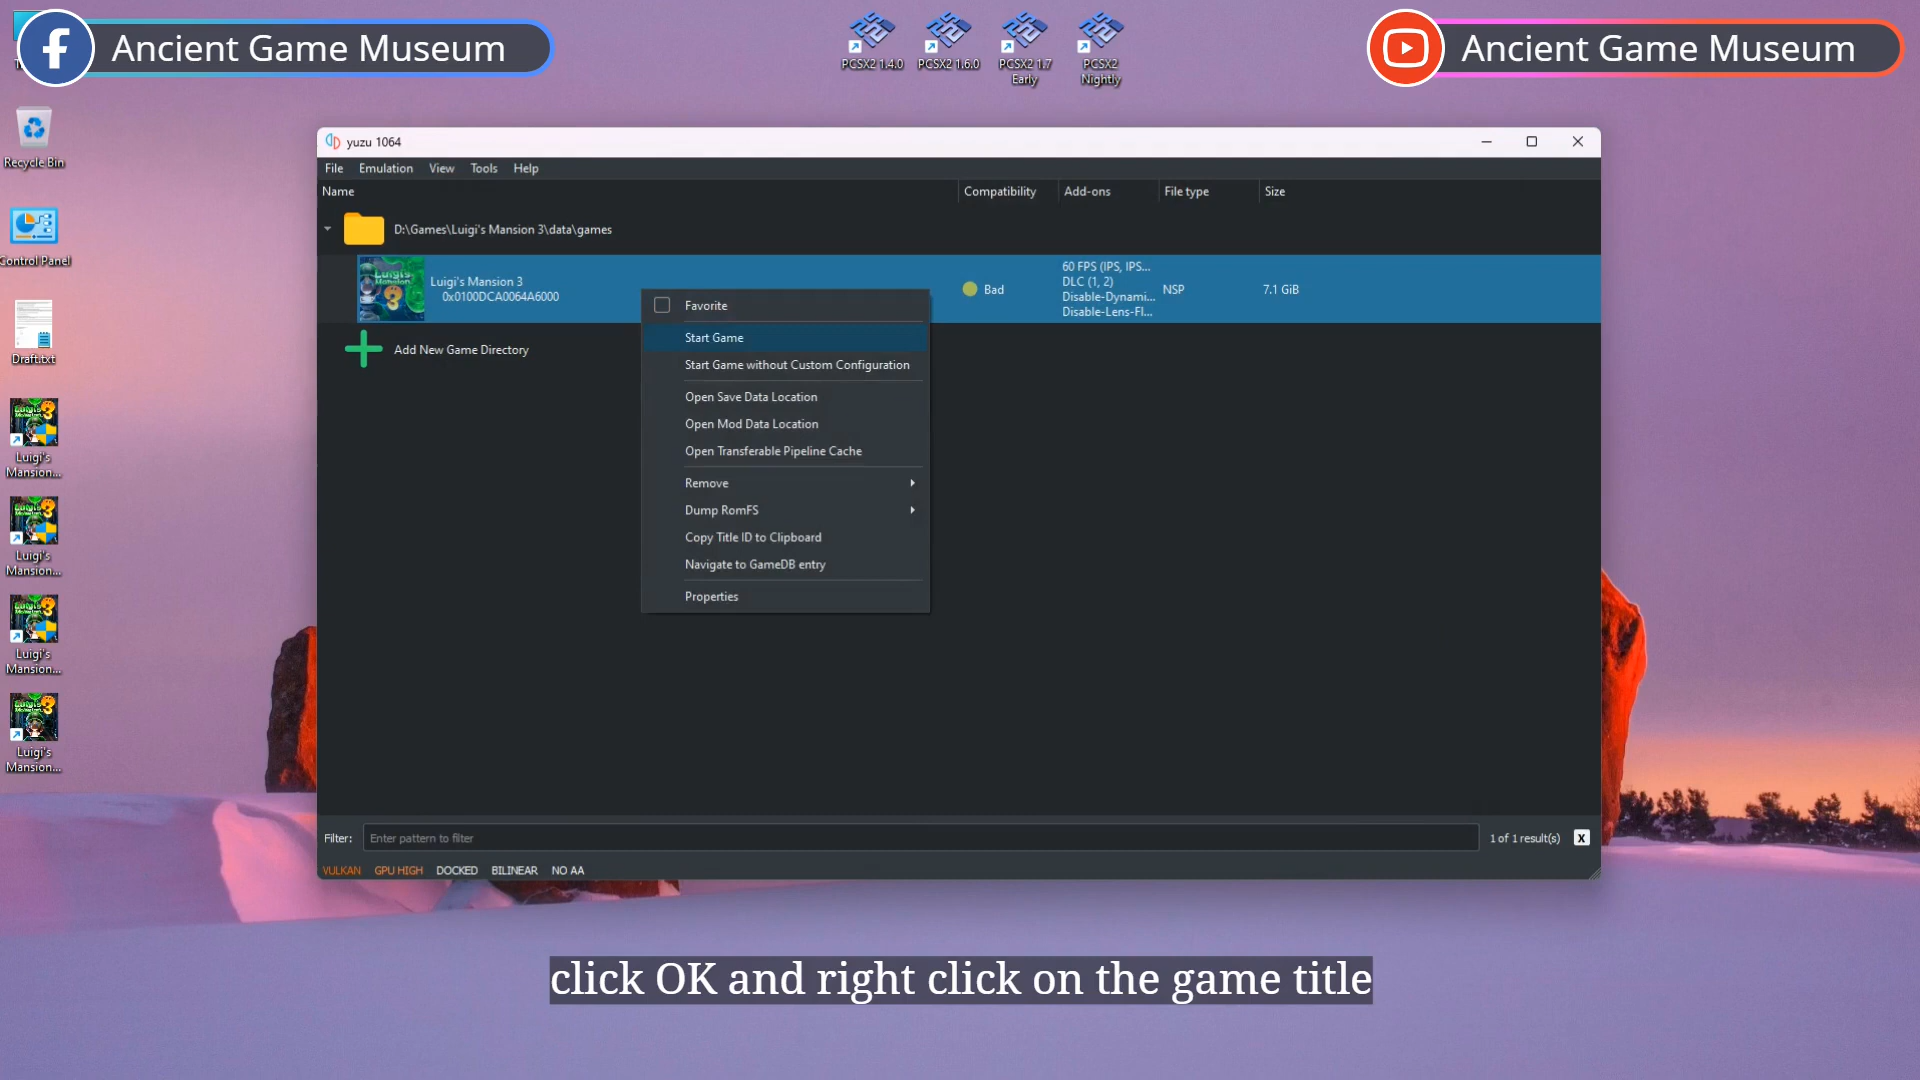 Ancient Game Museum
Ancient Game Museum
PCSX2 1.4.0
PCSX2 1.6.0
PCSX2 1.7
Early
PCSX2
Nightly
Recycle Bin
Control Panel
Draft.txt
Luigi's
Mansion...
Luigi's
Mansion...
Luigi's
Mansion...
Luigi's
Mansion...
yuzu 1064
File Emulation View Tools Help
Name Compatibility Add-ons File type Size
D:\Games\Luigi's Mansion 3\data\games
Luigi's Mansion 3
0x0100DCA0064A6000
Bad
60 FPS (IPS, IPS...
DLC (1, 2)
Disable-Dynami...
Disable-Lens-Fl...
NSP
7.1 GiB
Add New Game Directory
Favorite
Start Game
Start Game without Custom Configuration
Open Save Data Location
Open Mod Data Location
Open Transferable Pipeline Cache
Remove
Dump RomFS
Copy Title ID to Clipboard
Navigate to GameDB entry
Properties
Filter: Enter pattern to filter 1 of 1 result(s) X
VULKAN GPU HIGH DOCKED BILINEAR NO AA
click OK and right click on the game title